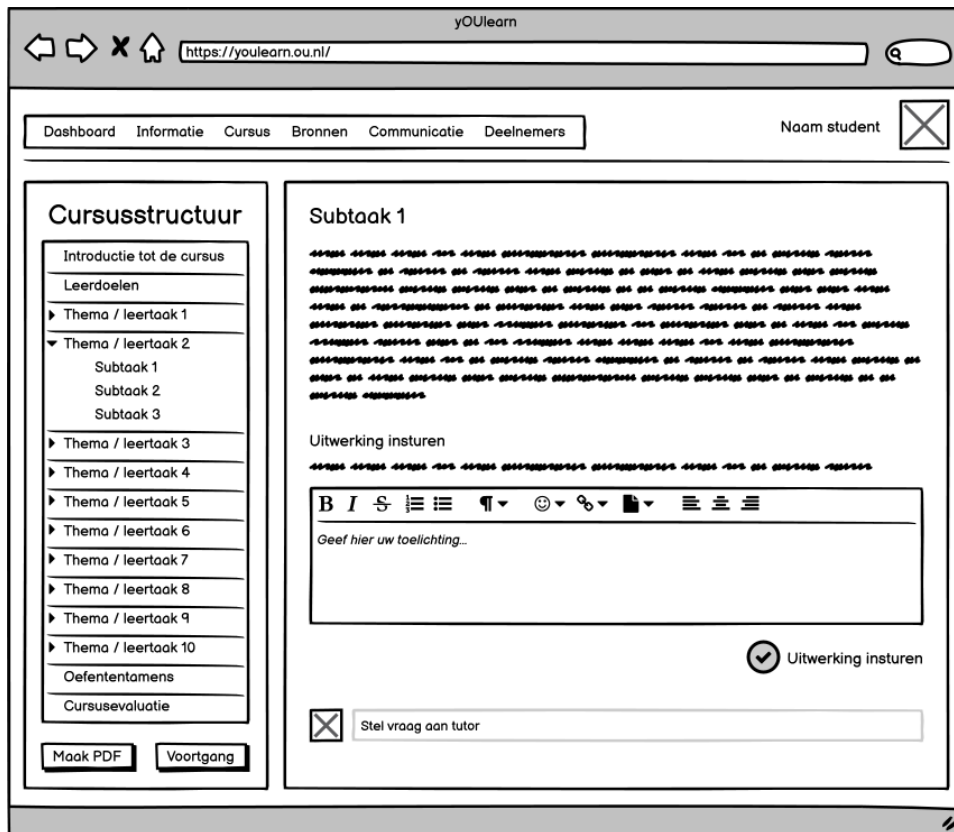 yOUlearn
https://youlearn.ou.nl/
Dashboard Informatie Cursus Bronnen Communicatie Deelnemers
Naam student
Cursusstructuur
Introductie tot de cursus
Leerdoelen
Thema / leertaak 1
Thema / leertaak 2
Subtaak 1
Subtaak 2
Subtaak 3
Thema / leertaak 3
Thema / leertaak 4
Thema / leertaak 5
Thema / leertaak 6
Thema / leertaak 7
Thema / leertaak 8
Thema / leertaak 9
Thema / leertaak 10
Oefententamens
Cursusevaluatie
Maak PDF Voortgang
Subtaak 1
Uitwerking insturen
B I S
Geef hier uw toelichting...
Uitwerking insturen
Stel vraag aan tutor